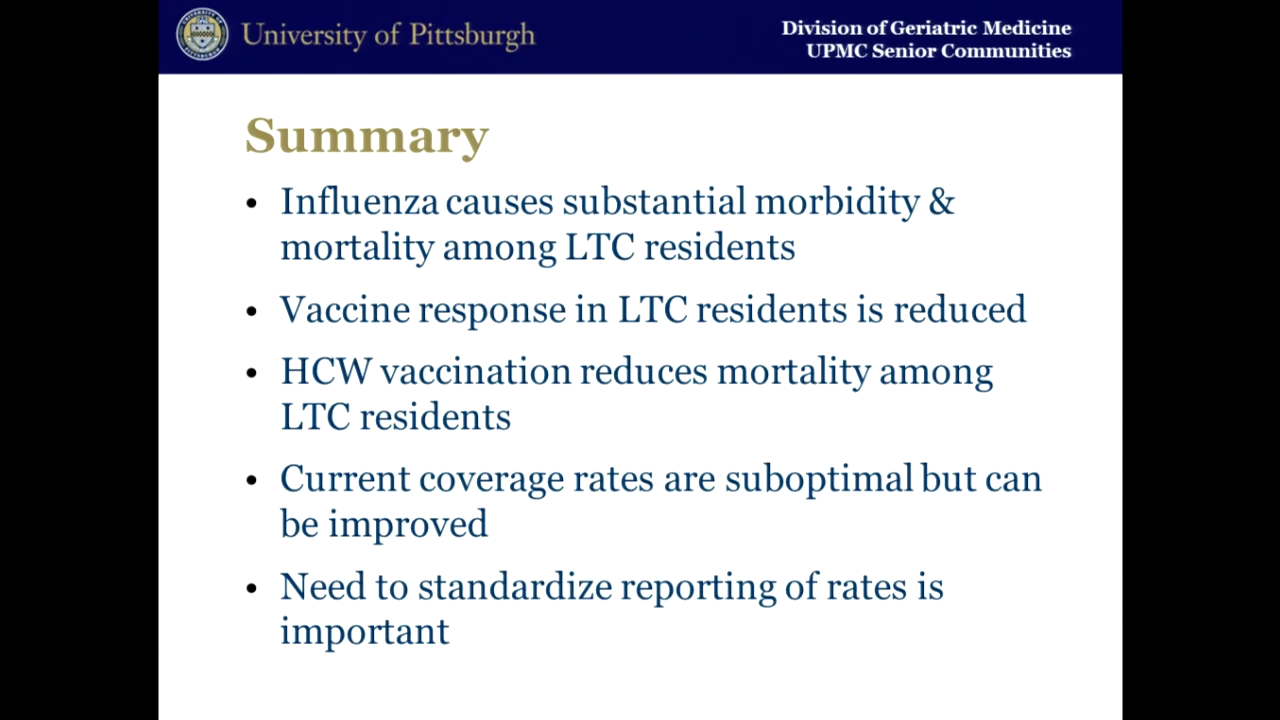 University of Pittsburgh
Division of Geriatric Medicine
UPMC Senior Communities
Summary
• Influenza causes substantial morbidity &
mortality among LTC residents
• Vaccine response in LTC residents is reduced
• HCW vaccination reduces mortality among
LTC residents
• Current coverage rates are suboptimal but can
be improved
• Need to standardize reporting of rates is
important